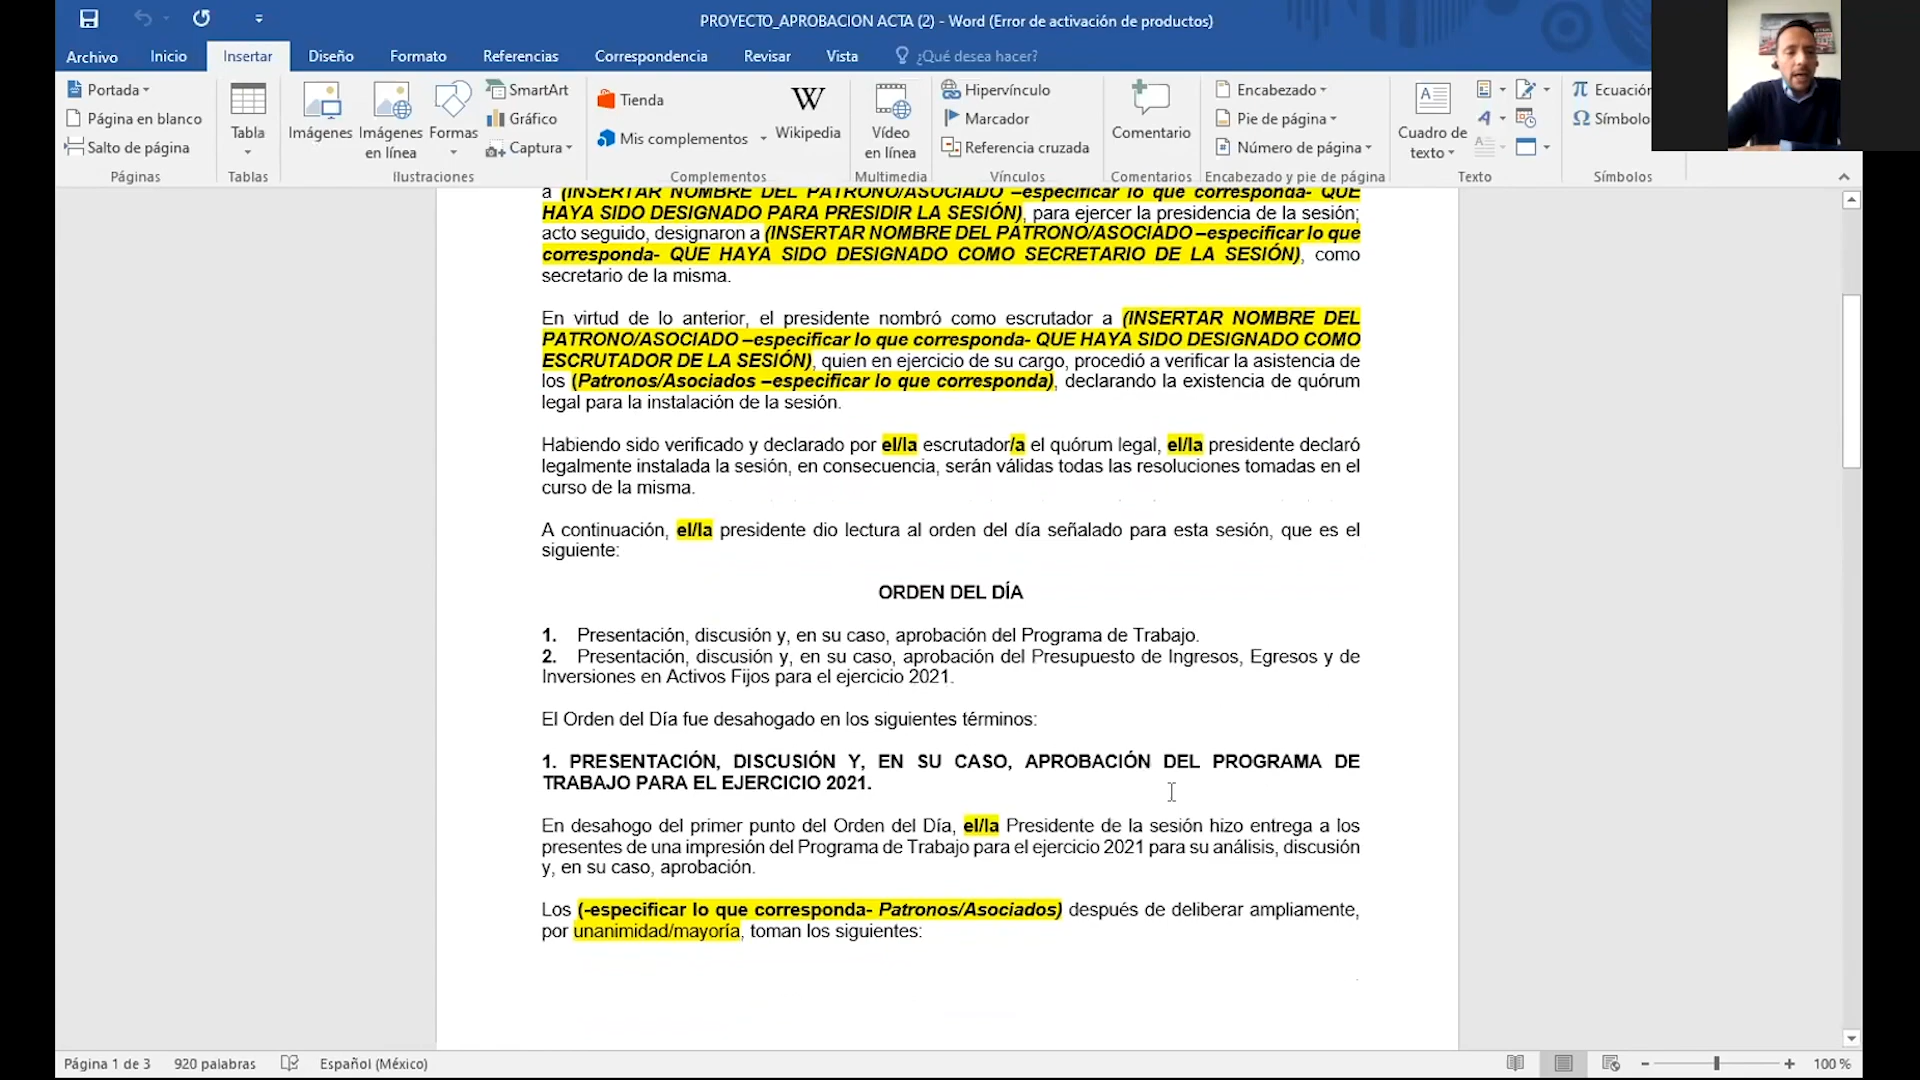 PROYECTO_APROBACION ACTA (2) - Word (Error de activación de productos)
Archivo Inicio Insertar Diseño Formato Referencias Correspondencia Revisar Vista ¿Qué desea hacer?
Portada
Página en blanco
Salto de página
Páginas
Tabla
Tablas
Imágenes
Imágenes en línea
Formas
SmartArt
Gráfico
Captura
Ilustraciones
Tienda
Mis complementos
W
Wikipedia
Complementos
Vídeo en línea
Multimedia
Hipervínculo
Marcador
Referencia cruzada
Vínculos
Comentario
Comentarios
Encabezado
Pie de página
Número de página
Encabezado y pie de página
Cuadro de texto
Texto
π Ecuación
Ω Símbolo
Símbolos
a (INSERTAR NOMBRE DEL PATRONO/ASOCIADO –especificar lo que corresponde- QUE
HAYA SIDO DESIGNADO PARA PRESIDIR LA SESIÓN), para ejercer la presidencia de la sesión;
acto seguido, designaron a (INSERTAR NOMBRE DEL PATRONO/ASOCIADO –especificar lo que
corresponda- QUE HAYA SIDO DESIGNADO COMO SECRETARIO DE LA SESIÓN), como
secretario de la misma.
En virtud de lo anterior, el presidente nombró como escrutador a (INSERTAR NOMBRE DEL
PATRONO/ASOCIADO –especificar lo que corresponda- QUE HAYA SIDO DESIGNADO COMO
ESCRUTADOR DE LA SESIÓN), quien en ejercicio de su cargo, procedió a verificar la asistencia de
los (Patronos/Asociados –especificar lo que corresponda), declarando la existencia de quórum
legal para la instalación de la sesión.
Habiendo sido verificado y declarado por el/la escrutador/a el quórum legal, el/la presidente declaró
legalmente instalada la sesión, en consecuencia, serán válidas todas las resoluciones tomadas en el
curso de la misma.
A continuación, el/la presidente dio lectura al orden del día señalado para esta sesión, que es el
siguiente:
ORDEN DEL DÍA
1. Presentación, discusión y, en su caso, aprobación del Programa de Trabajo.
2. Presentación, discusión y, en su caso, aprobación del Presupuesto de Ingresos, Egresos y de
Inversiones en Activos Fijos para el ejercicio 2021.
El Orden del Día fue desahogado en los siguientes términos:
1. PRESENTACIÓN, DISCUSIÓN Y, EN SU CASO, APROBACIÓN DEL PROGRAMA DE
TRABAJO PARA EL EJERCICIO 2021.
En desahogo del primer punto del Orden del Día, el/la Presidente de la sesión hizo entrega a los
presentes de una impresión del Programa de Trabajo para el ejercicio 2021 para su análisis, discusión
y, en su caso, aprobación.
Los (-especificar lo que corresponda- Patronos/Asociados) después de deliberar ampliamente,
por unanimidad/mayoría, toman los siguientes:
Página 1 de 3 920 palabras Español (México) 100 %